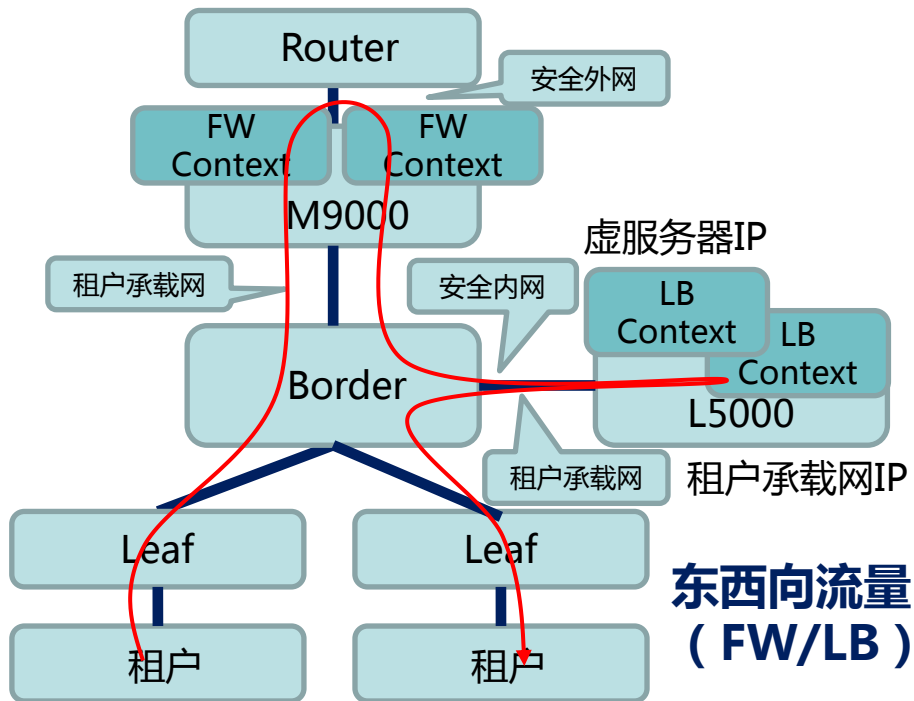 Router
安全外网
FW
Context
FW
Context
M9000
虚服务器IP
租户承载网
安全内网
LB
Context
LB
Context
Border
L5000
租户承载网
租户承载网IP
Leaf
Leaf
东西向流量
（FW/LB）
租户
租户